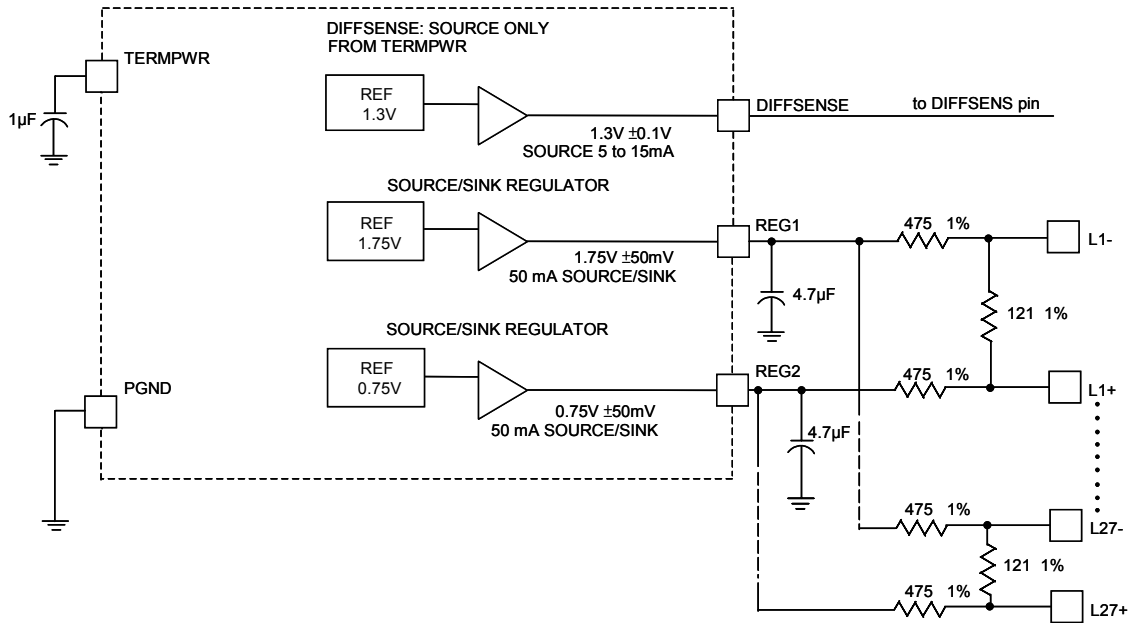 DIFFSENSE: SOURCE ONLY
FROM TERMPWR
TERMPWR
REF
1.3V
DIFFSENSE
to DIFFSENS pin
1µF
1.3V ±0.1V
SOURCE 5 to 15mA
SOURCE/SINK REGULATOR
REF
1.75V
REG1
475 1%
L1-
1.75V ±50mV
50 mA SOURCE/SINK
4.7µF
121 1%
SOURCE/SINK REGULATOR
REF
0.75V
REG2
475 1%
L1+
PGND
0.75V ±50mV
50 mA SOURCE/SINK
4.7µF
475 1%
L27-
121 1%
475 1%
L27+